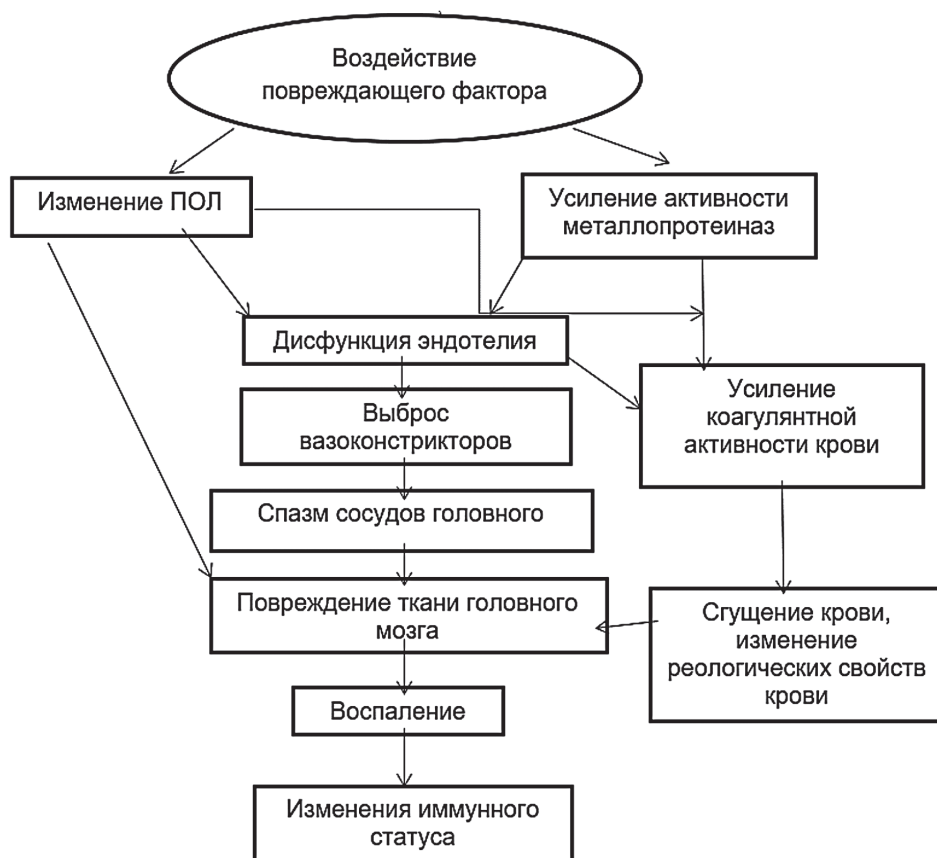 Воздействие
повреждающего фактора
Изменение ПОЛ
Усиление активности
металлопротеиназ
Дисфункция эндотелия
Усиление
коагулянтной
активности крови
Выброс
вазоконстрикторов
Спазм сосудов головного
Повреждение ткани головного
мозга
Сгущение крови,
изменение
реологических свойств
крови
Воспаление
Изменения иммунного
статуса